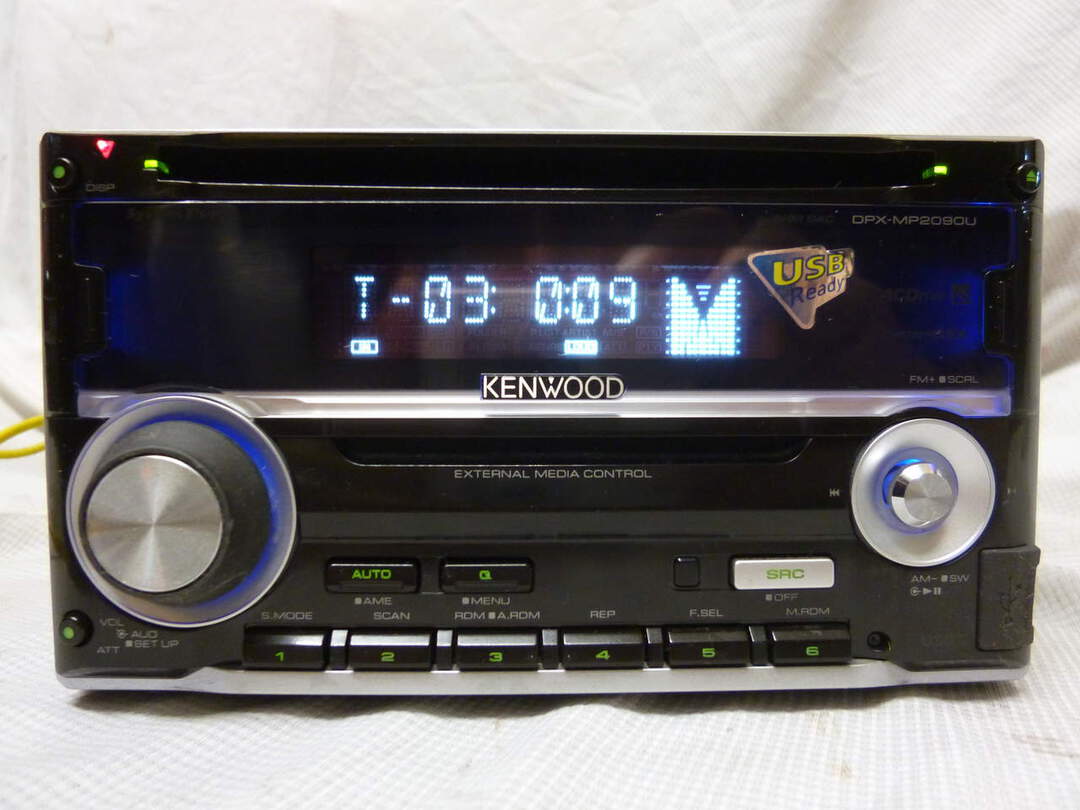 DISP
DPX-MP2090U
T-03 0:09
USB
Ready
FM+ ■SCRL
KENWOOD
EXTERNAL MEDIA CONTROL
AUTO
SRC
■AME
■MENU
■OFF
AM- ■SW
S.MODE
SCAN
RDM ■A.RDM
REP
F.SEL
M.RDM
VOL
AUD
ATT
■SET UP
1
2
3
4
5
6